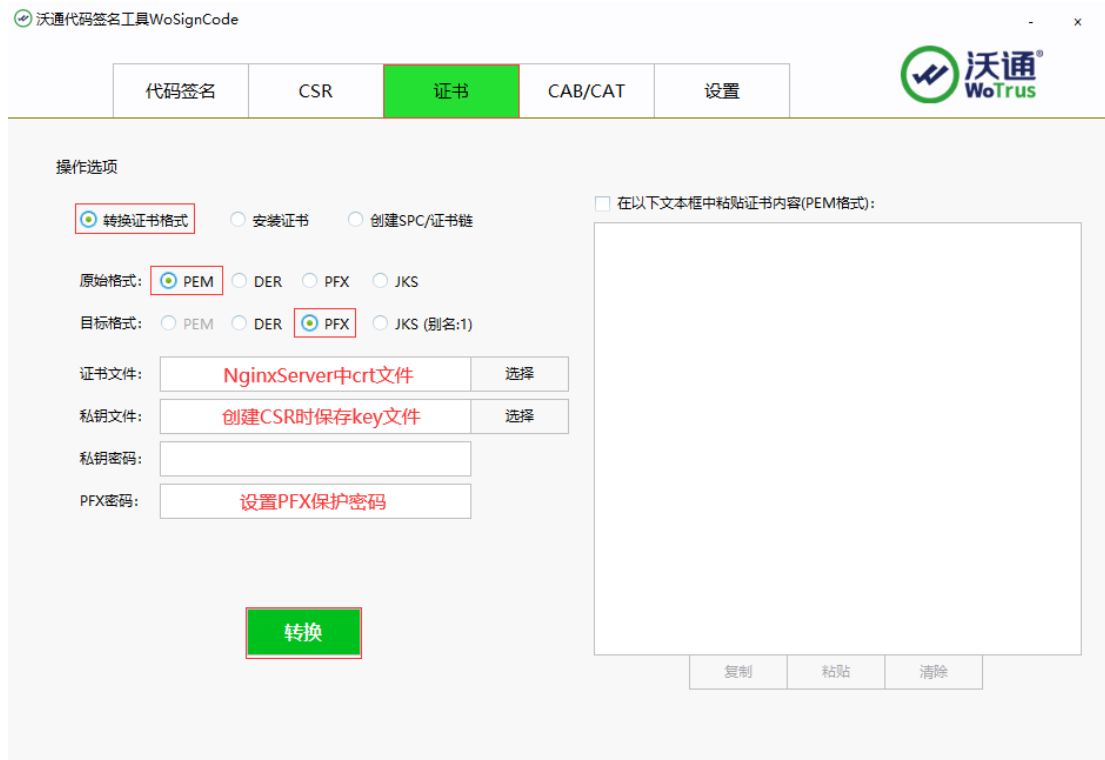 沃通代码签名工具WoSignCode
- x
代码签名 CSR 证书 CAB/CAT 设置
沃通®
WoTrus
操作选项
转换证书格式 安装证书 创建SPC/证书链
在以下文本框中粘贴证书内容(PEM格式):
原始格式: PEM DER PFX JKS
目标格式: PEM DER PFX JKS (别名:1)
证书文件: NginxServer中crt文件 选择
私钥文件: 创建CSR时保存key文件 选择
私钥密码:
PFX密码: 设置PFX保护密码
转换
复制 粘贴 清除